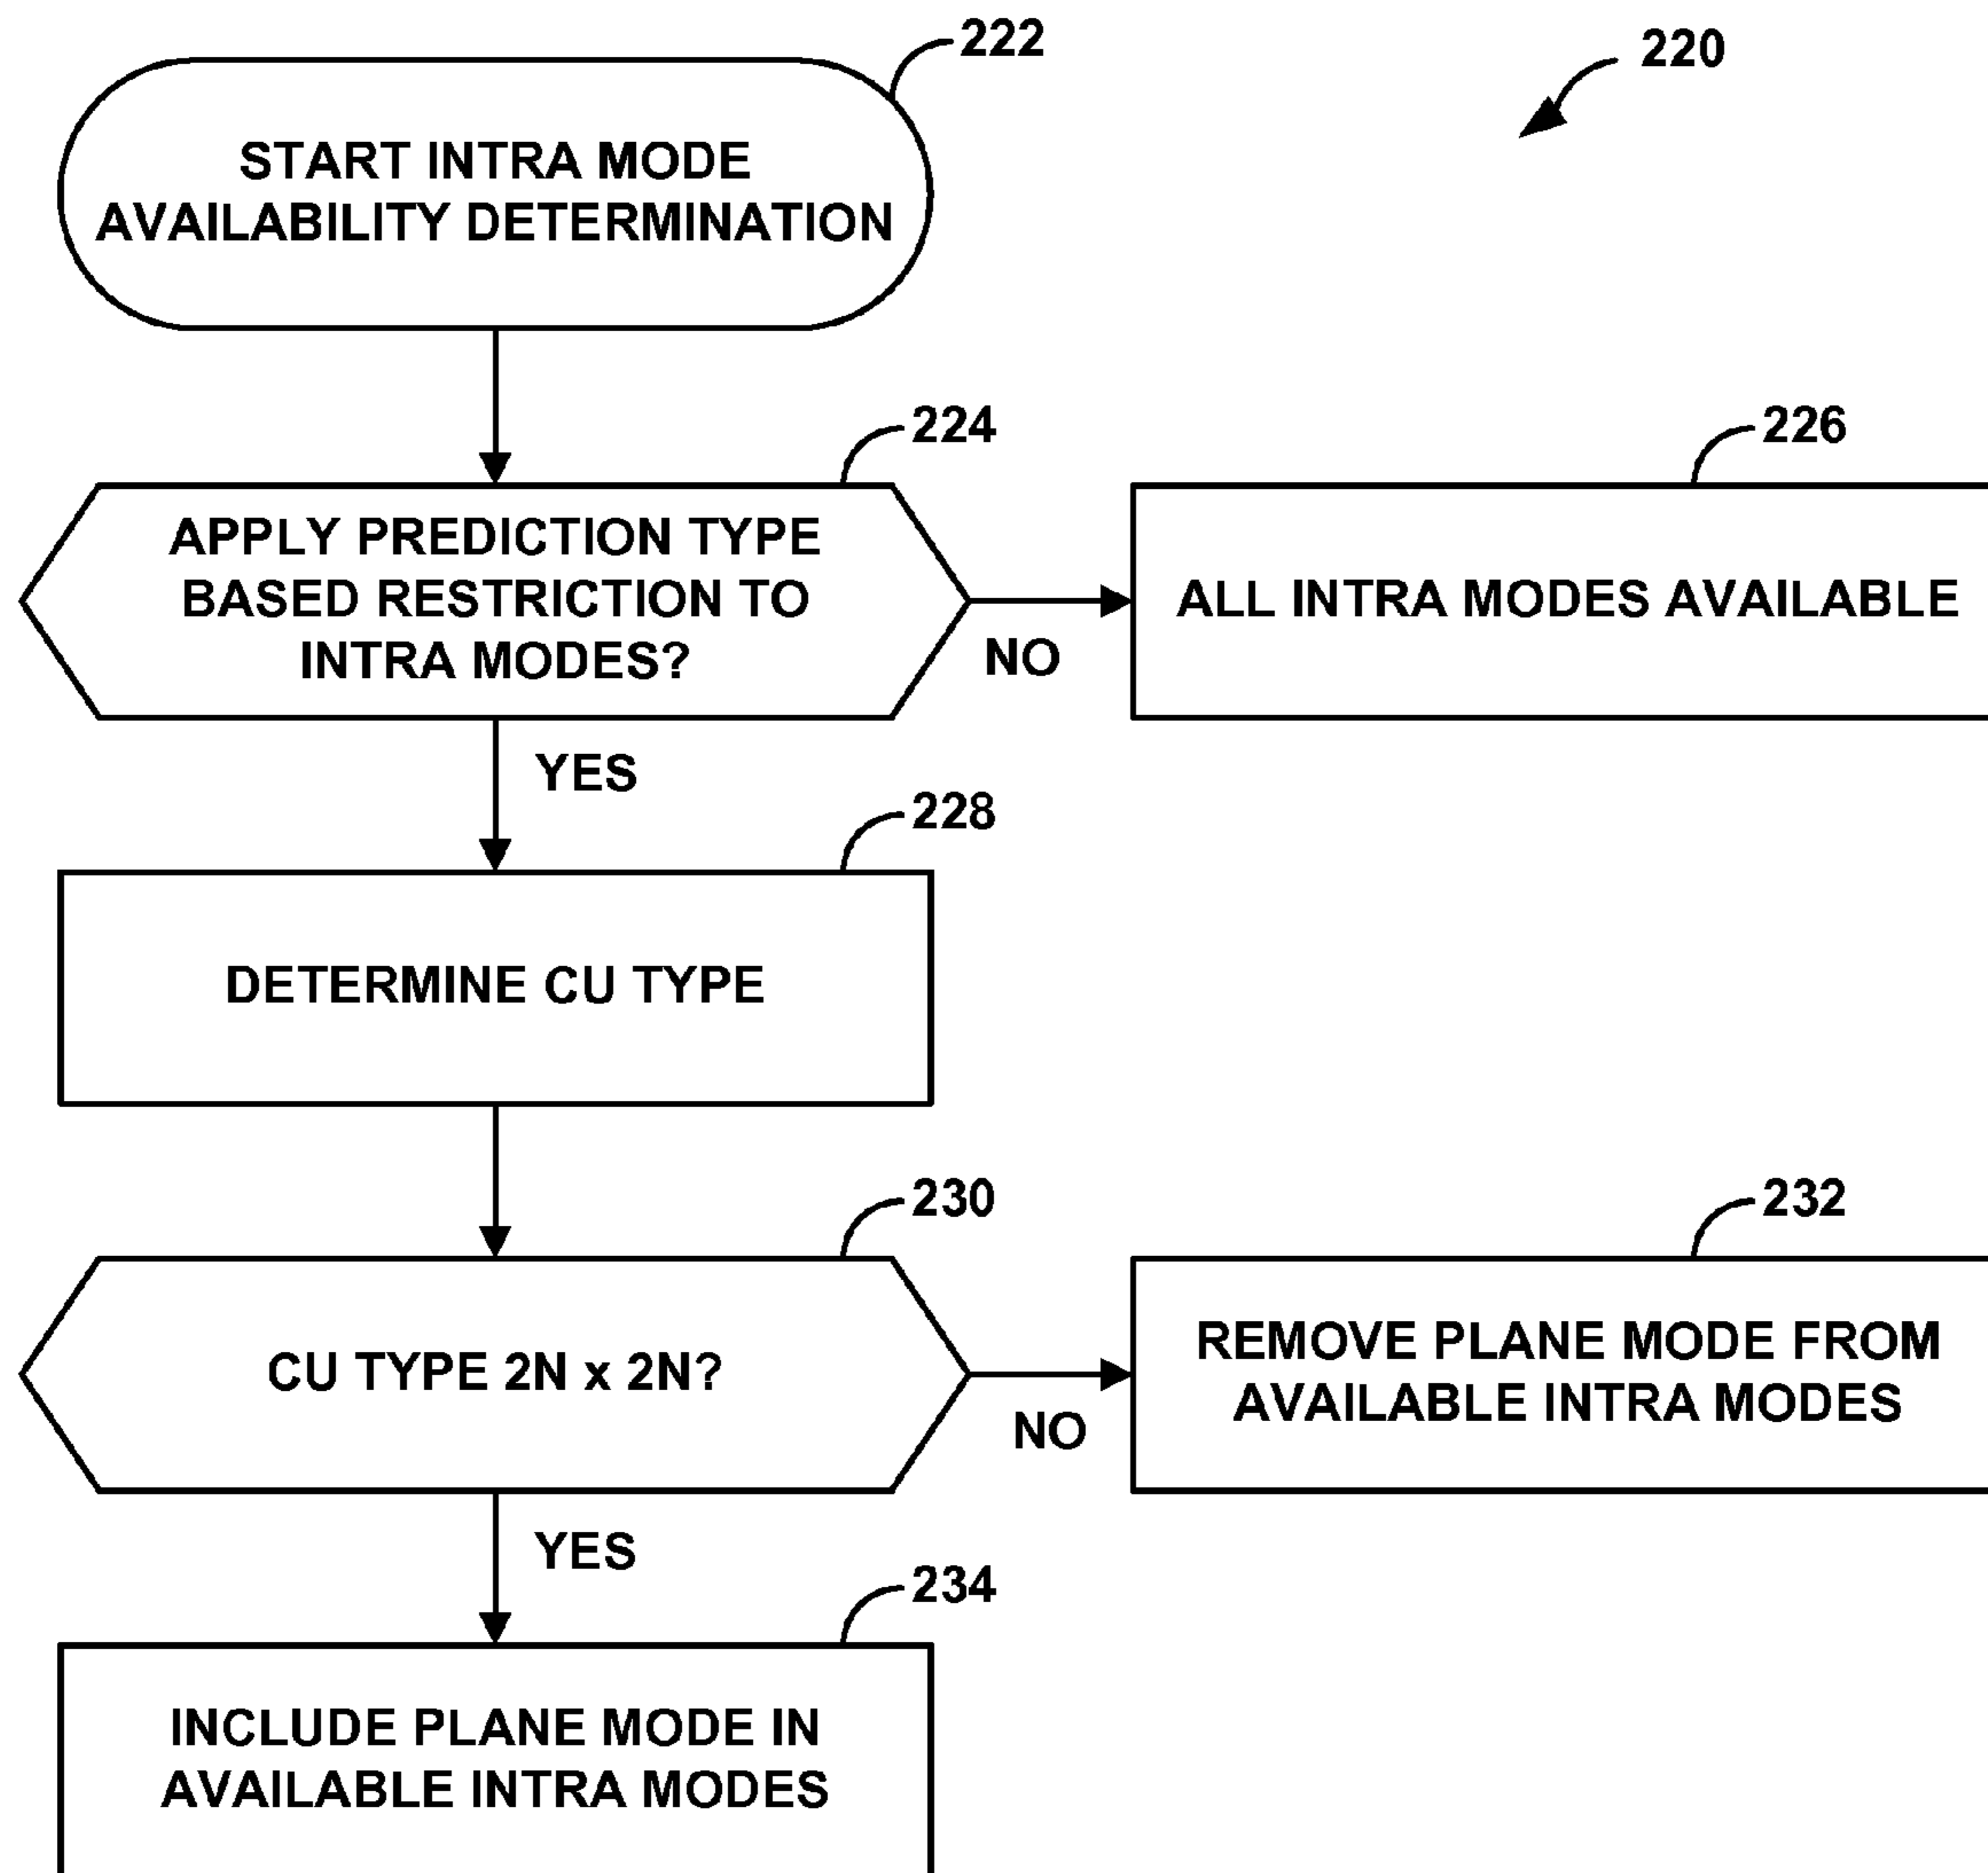 222
220
START INTRA MODE
AVAILABILITY DETERMINATION
224
226
APPLY PREDICTION TYPE
BASED RESTRICTION TO
INTRA MODES?
ALL INTRA MODES AVAILABLE
NO
YES
228
DETERMINE CU TYPE
230
232
CU TYPE 2N x 2N?
REMOVE PLANE MODE FROM
AVAILABLE INTRA MODES
NO
YES
234
INCLUDE PLANE MODE IN
AVAILABLE INTRA MODES